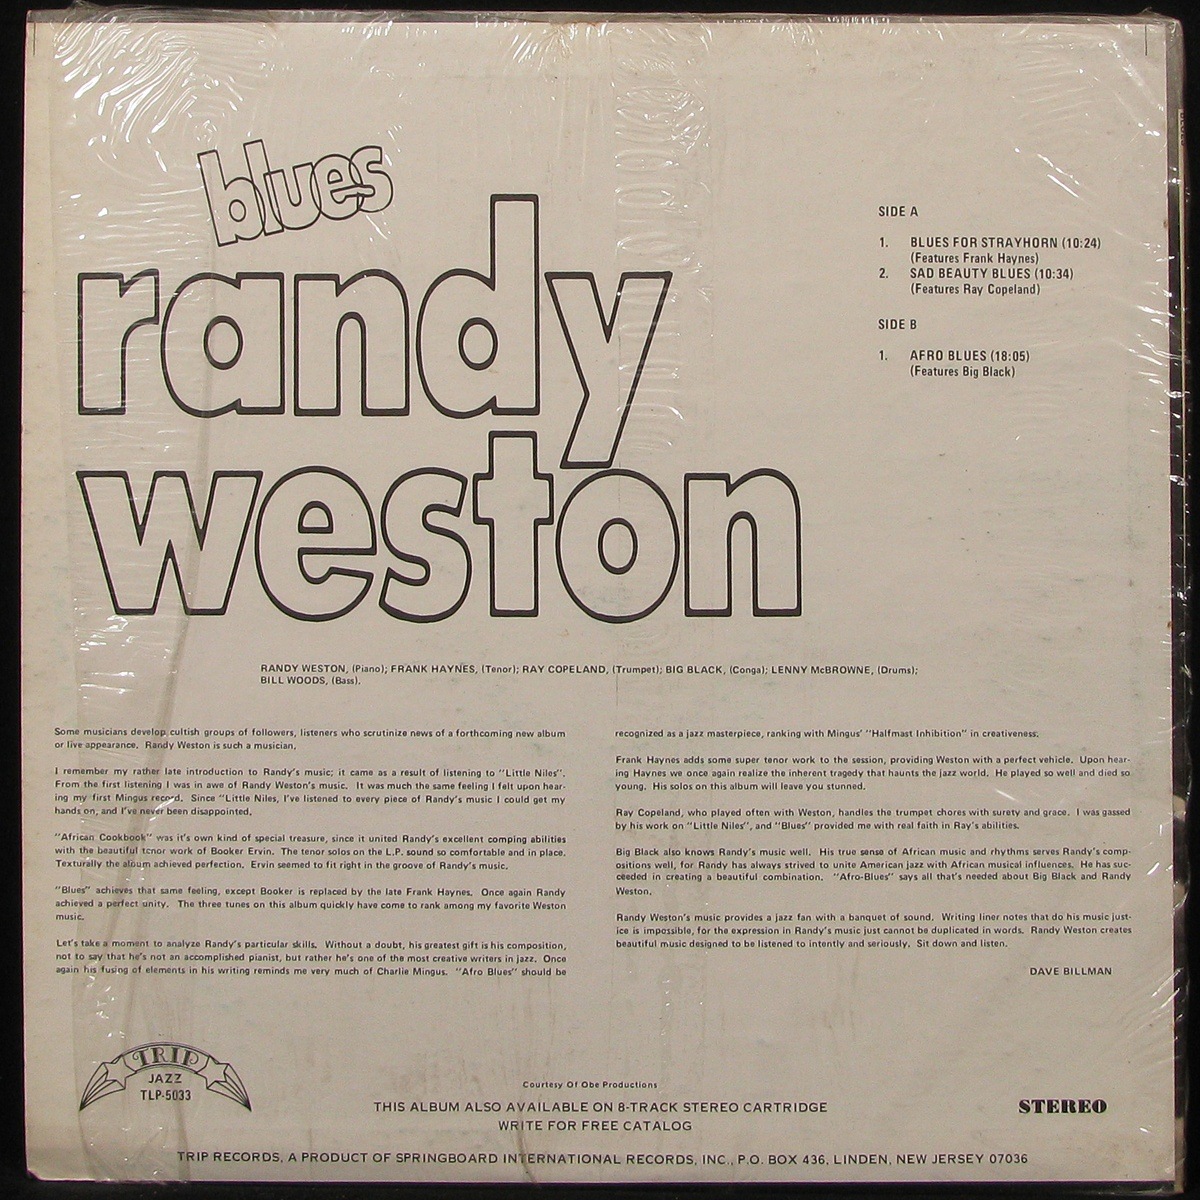 blues
randy
weston
SIDE A
1. BLUES FOR STRAYHORN (10:24)
(Features Frank Haynes)
2. SAD BEAUTY BLUES (10:34)
(Features Ray Copeland)
SIDE B
1. AFRO BLUES (18:05)
(Features Big Black)
RANDY WESTON, (Piano); FRANK HAYNES, (Tenor); RAY COPELAND, (Trumpet); BIG BLACK, (Conga); LENNY McBROWNE, (Drums);
BILL WOODS, (Bass).
Some musicians develop cultish groups of followers, listeners who scrutinize news of a forthcoming new album
or live appearance. Randy Weston is such a musician.
I remember my rather late introduction to Randy's music; it came as a result of listening to "Little Niles".
From the first listening I was in awe of Randy Weston's music. It was much the same feeling I felt upon hear-
ing my first Mingus record. Since "Little Niles, I've listened to every piece of Randy's music I could get my
hands on, and I've never been disappointed.
"African Cookbook" was it's own kind of special treasure, since it united Randy's excellent comping abilities
with the beautiful tenor work of Booker Ervin. The tenor solos on the L.P. sound so comfortable and in place.
Texturally the album achieved perfection. Ervin seemed to fit right in the groove of Randy's music.
"Blues" achieves that same feeling, except Booker is replaced by the late Frank Haynes. Once again Randy
achieved a perfect unity. The three tunes on this album quickly have come to rank among my favorite Weston
music.
Let's take a moment to analyze Randy's particular skills. Without a doubt, his greatest gift is his composition,
not to say that he's not an accomplished pianist, but rather he's one of the most creative writers in jazz. Once
again his fusing of elements in his writing reminds me very much of Charlie Mingus. "Afro Blues" should be
recognized as a jazz masterpiece, ranking with Mingus' "Halfmast Inhibition" in creativeness.
Frank Haynes adds some super tenor work to the session, providing Weston with a perfect vehicle. Upon hear-
ing Haynes we once again realize the inherent tragedy that haunts the jazz world. He played so well and died so
young. His solos on this album will leave you stunned.
Ray Copeland, who played often with Weston, handles the trumpet chores with surety and grace. I was gassed
by his work on "Little Niles", and "Blues" provided me with real faith in Ray's abilities.
Big Black also knows Randy's music well. His true sense of African music and rhythms serves Randy's comp-
ositions well, for Randy has always strived to unite American jazz with African musical influences. He has suc-
ceeded in creating a beautiful combination. "Afro-Blues" says all that's needed about Big Black and Randy
Weston.
Randy Weston's music provides a jazz fan with a banquet of sound. Writing liner notes that do his music just-
ice is impossible, for the expression in Randy's music just cannot be duplicated in words. Randy Weston creates
beautiful music designed to be listened to intently and seriously. Sit down and listen.
DAVE BILLMAN
TRIP
JAZZ
TLP-5033
Courtesy Of Obe Productions
THIS ALBUM ALSO AVAILABLE ON 8-TRACK STEREO CARTRIDGE
WRITE FOR FREE CATALOG
STEREO
TRIP RECORDS, A PRODUCT OF SPRINGBOARD INTERNATIONAL RECORDS, INC., P.O. BOX 436, LINDEN, NEW JERSEY 07036